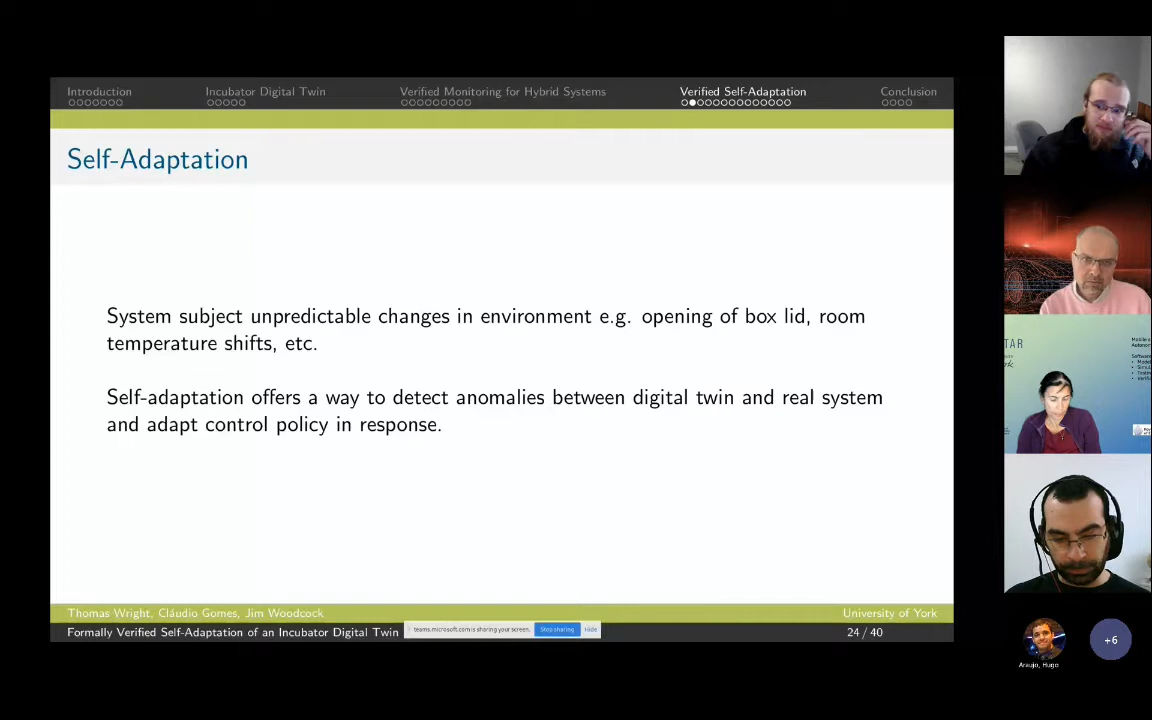 Introduction
Incubator Digital Twin
Verified Monitoring for Hybrid Systems
Verified Self-Adaptation
Conclusion
Self-Adaptation
System subject unpredictable changes in environment e.g. opening of box lid, room
temperature shifts, etc.
Self-adaptation offers a way to detect anomalies between digital twin and real system
and adapt control policy in response.
Thomas Wright, Cláudio Gomes, Jim Woodcock
University of York
Formally Verified Self-Adaptation of an Incubator Digital Twin
teams.microsoft.com is sharing your screen.
Stop sharing
Hide
24 / 40
TAR
Araujo, Hugo
+6